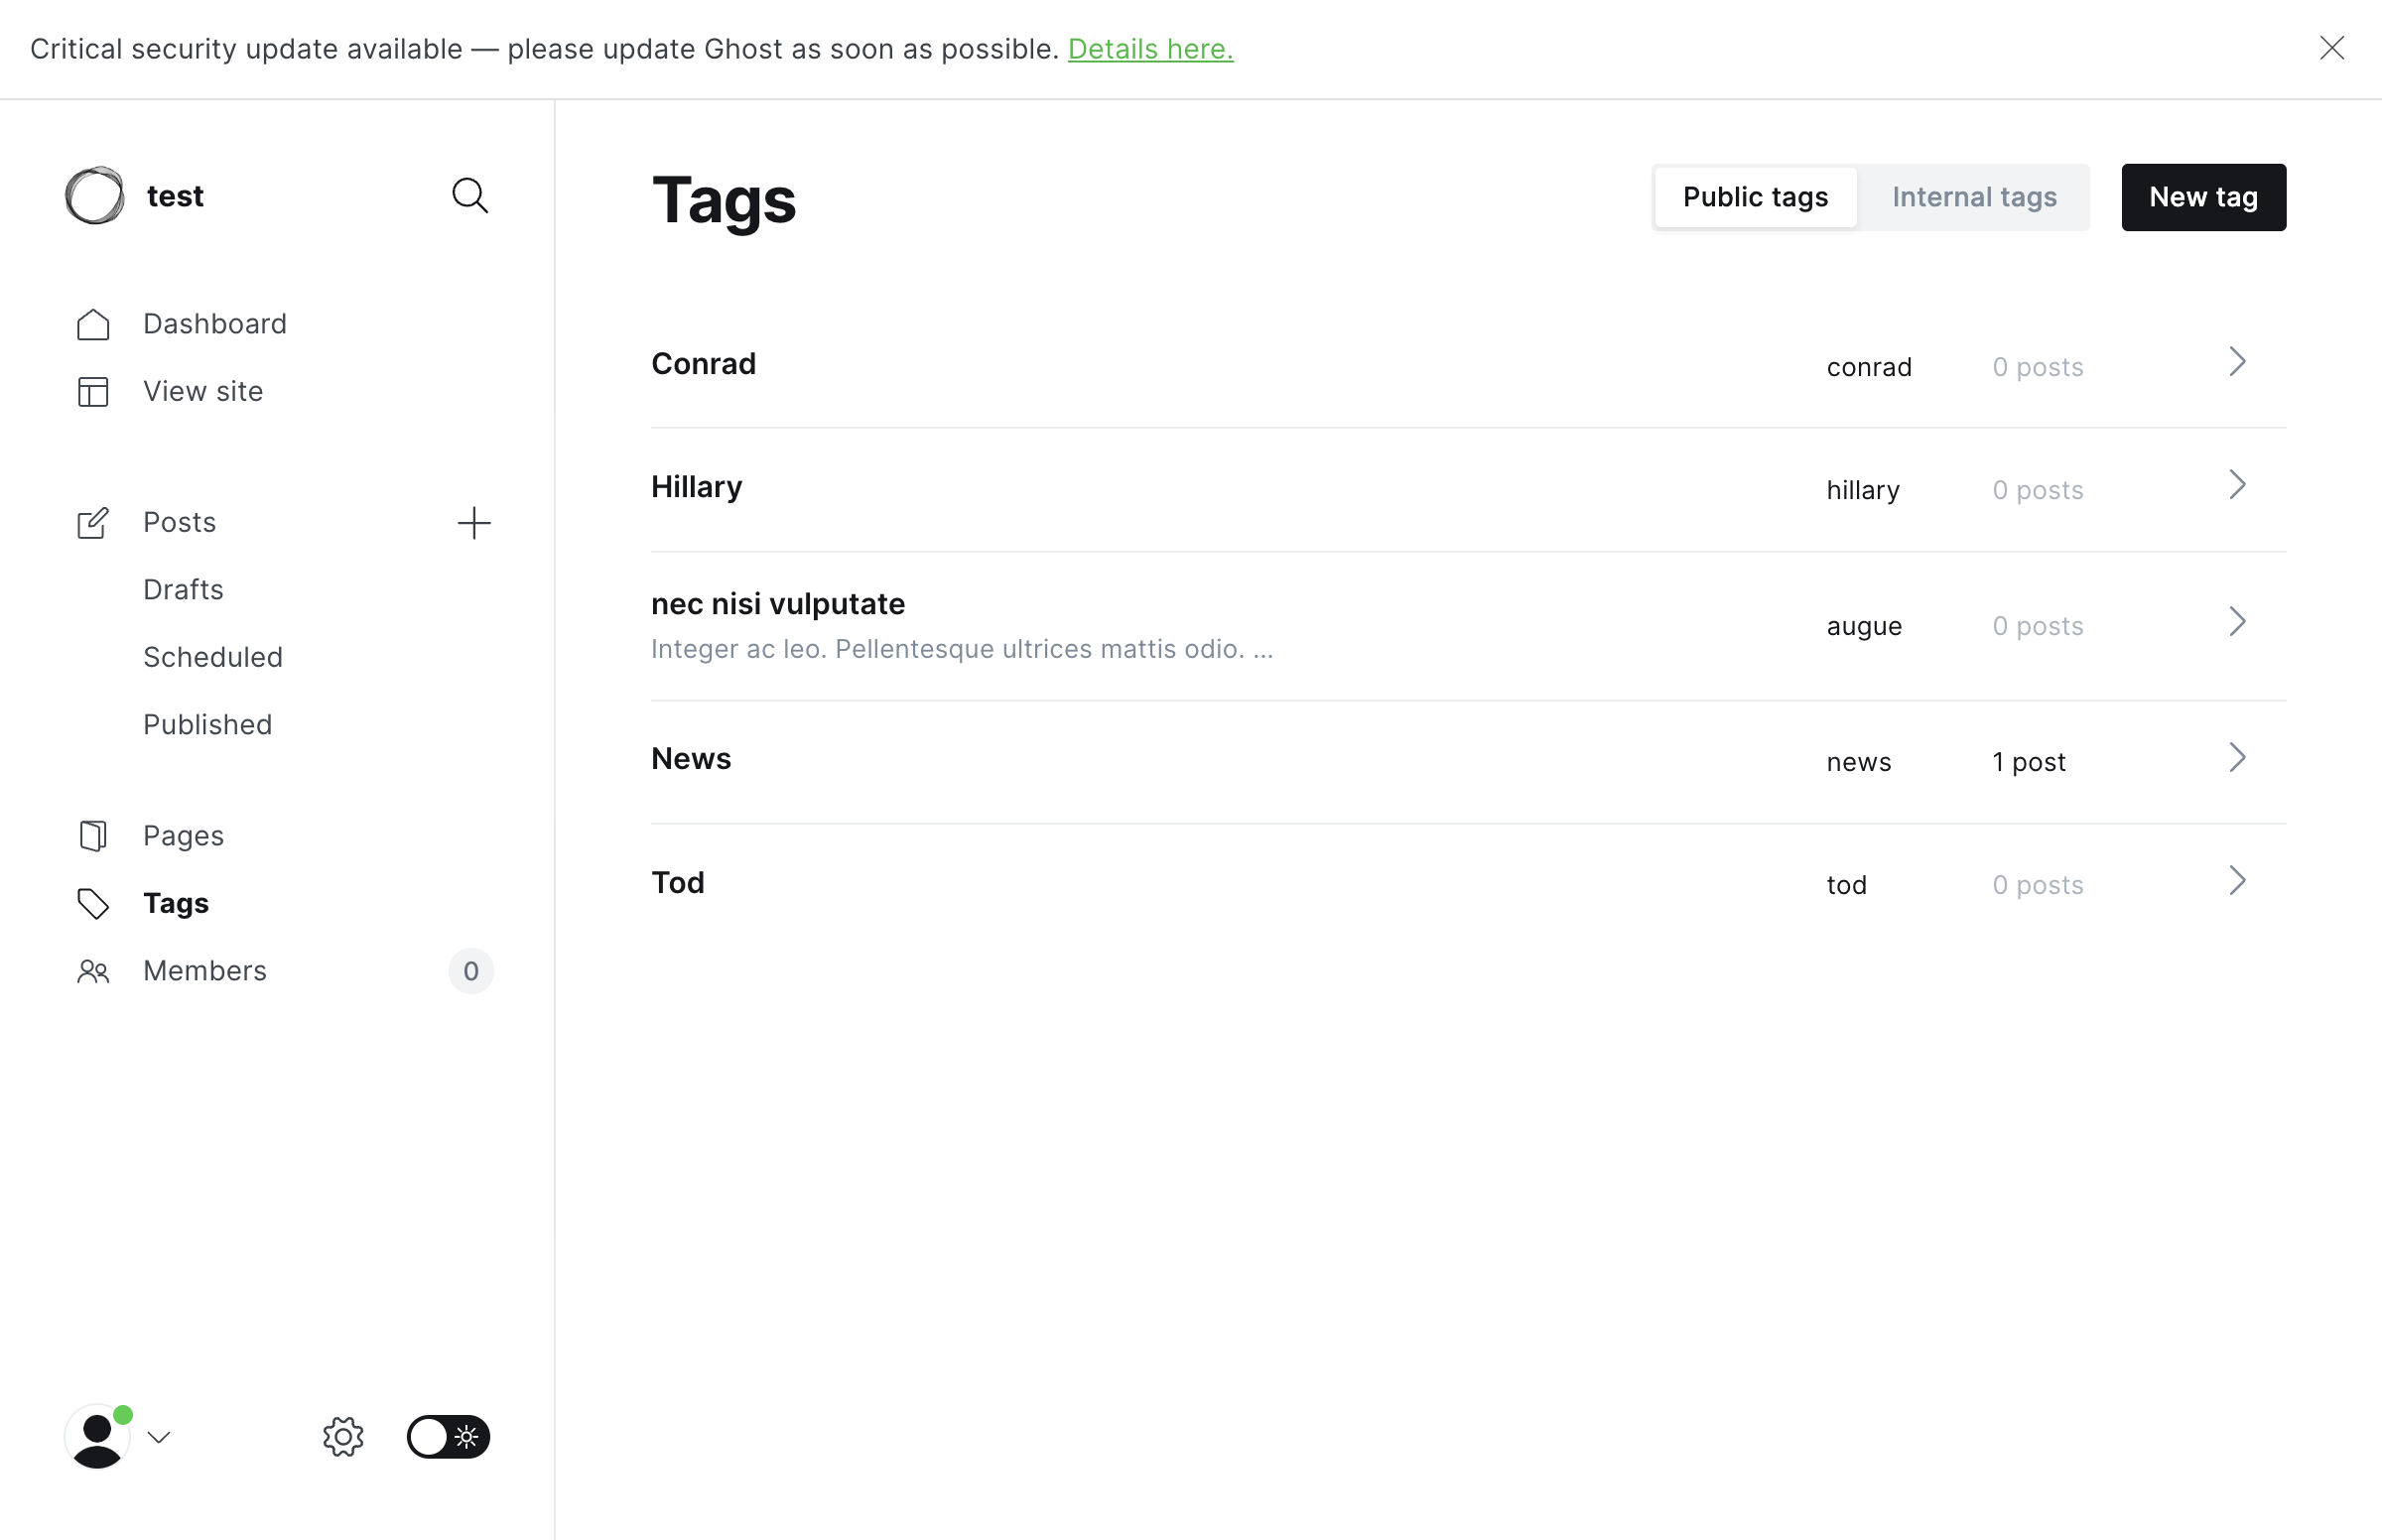 Critical security update available — please update Ghost as soon as possible. Details here.
test
Dashboard
View site
Posts
Drafts
Scheduled
Published
Pages
Tags
Members 0
Tags
Public tags Internal tags New tag
Conrad conrad 0 posts
Hillary hillary 0 posts
nec nisi vulputate
Integer ac leo. Pellentesque ultrices mattis odio. ...
augue 0 posts
News news 1 post
Tod tod 0 posts